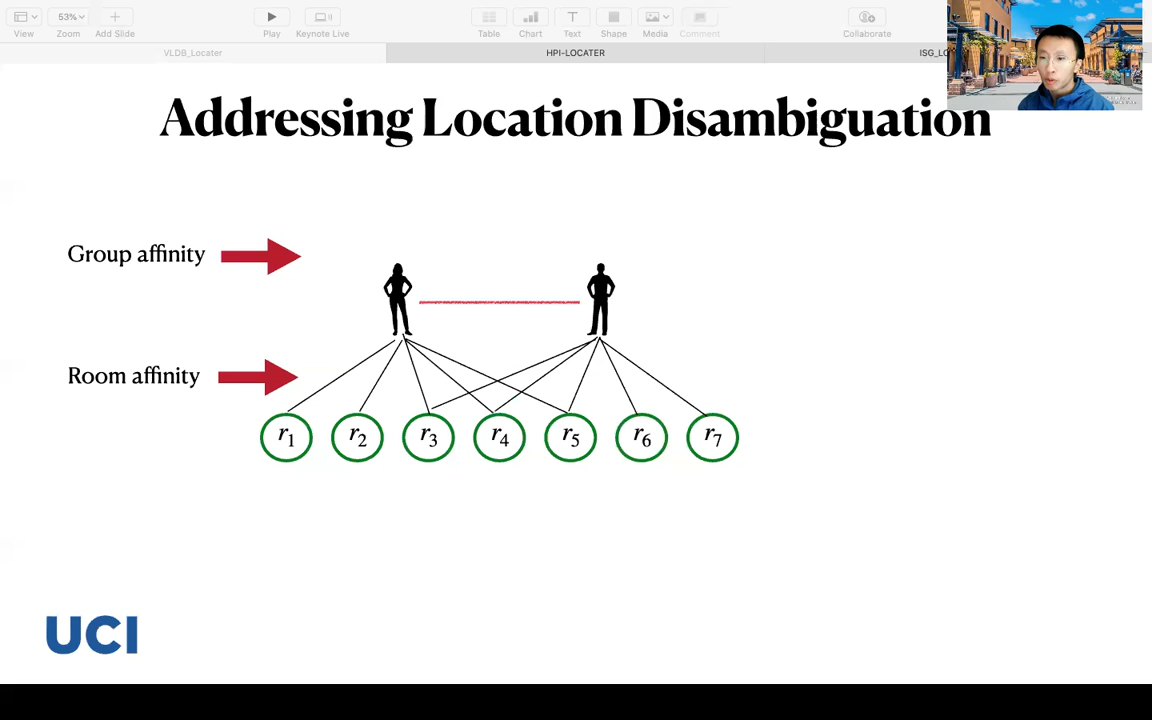 53%
View
Zoom
Add Slide
Play
Keynote Live
Table
Chart
Text
Shape
Media
Comment
Collaborate
VLDB_Locater
HPI-LOCATER
Addressing Location Disambiguation
Group affinity
Room affinity
r1 r2 r3 r4 r5 r6 r7
UCI